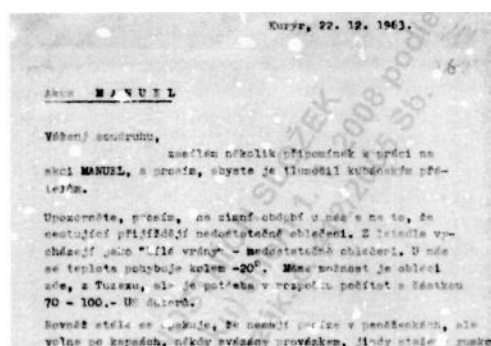 Kurýr, 22. 12. 1963.
6
Akce MANUEL
Vážený soudruhu,
zasílám několik připomínek k práci na
akci MANUEL, a prosím, abyste je tlumočil kubánským přá-
telům.
Upozorněte, prosím, na zimní období u nás a na to, že
cestující přijíždějí nedostatečně oblečeni. Z letadla vy-
cházejí jako "bílé vrány" - nedostatečně oblečeni. U nás
se teplota pohybuje kolem -20°. Máme možnost je obléci
zde, z Tuzexu, ale je potřeba v rozpočtu počítat s částkou
70 - 100.- US dolarů.
Rovněž stále se opakuje, že nemají peníze v peněženkách, ale
volně po kapsách, někdy svázány provázkem, jindy stále v ruce